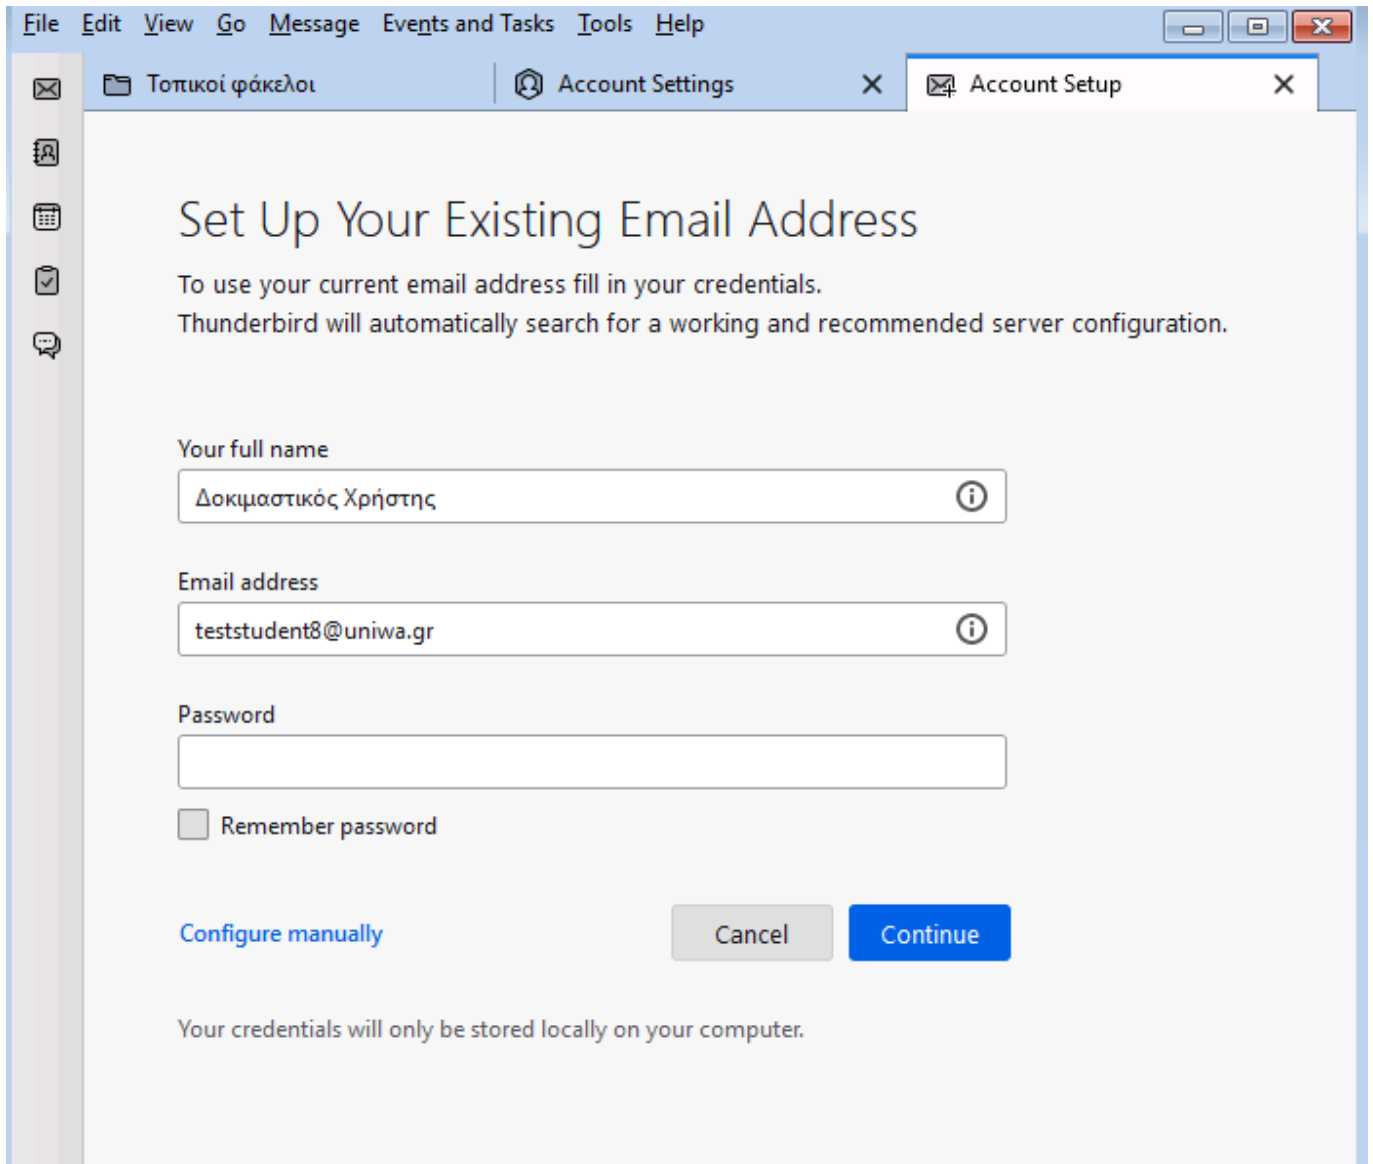 File Edit View Go Message Events and Tasks Tools Help
Τοπικοί φάκελοι Account Settings Account Setup
Set Up Your Existing Email Address
To use your current email address fill in your credentials.
Thunderbird will automatically search for a working and recommended server configuration.
Your full name
Δοκιμαστικός Χρήστης
Email address
teststudent8@uniwa.gr
Password
Remember password
Configure manually Cancel Continue
Your credentials will only be stored locally on your computer.